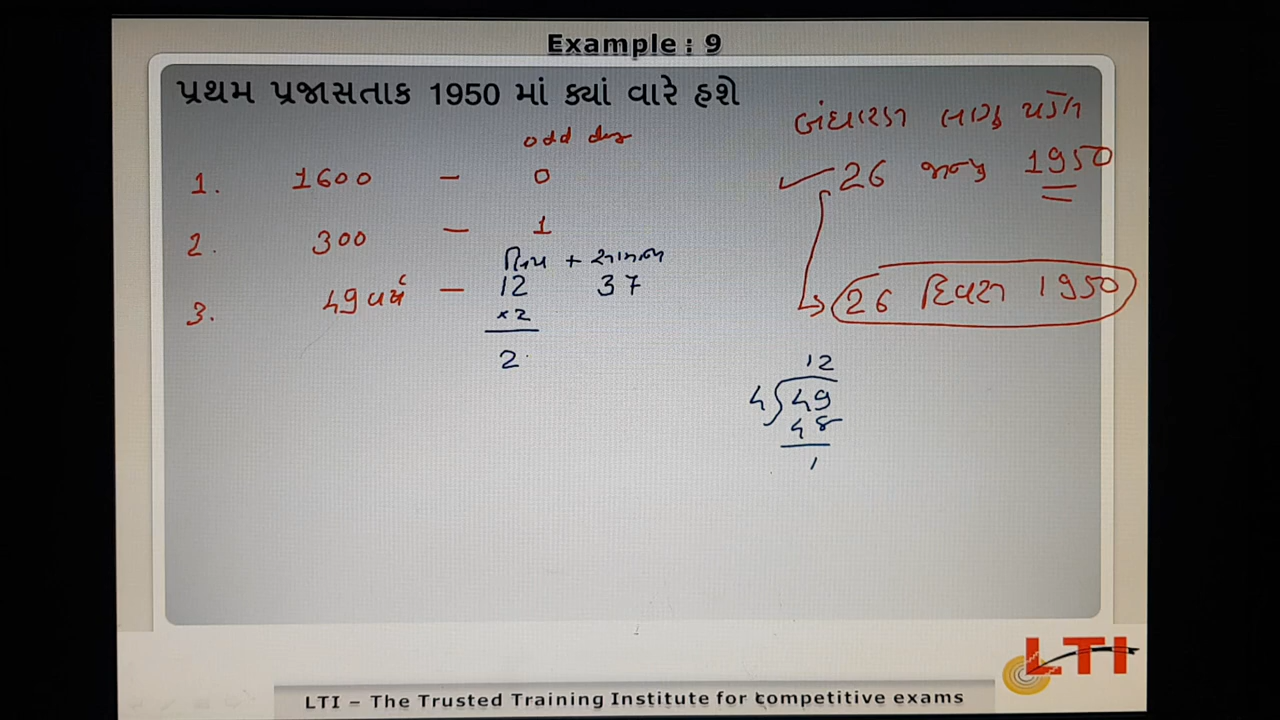 Example : 9
પ્રથમ પ્રજાસતાક 1950 માં ક્યાં વારે હશે
odd day
1. 1600 – 0
2. 300 – 1
3. 49 વર્ષ – 12 37
+
×2
2
બંધારણ લાગુ
26 જાન્યુ 1950
26 દિવસ 1950
12
4 49
48
1
LTI
LTI – The Trusted Training Institute for competitive exams